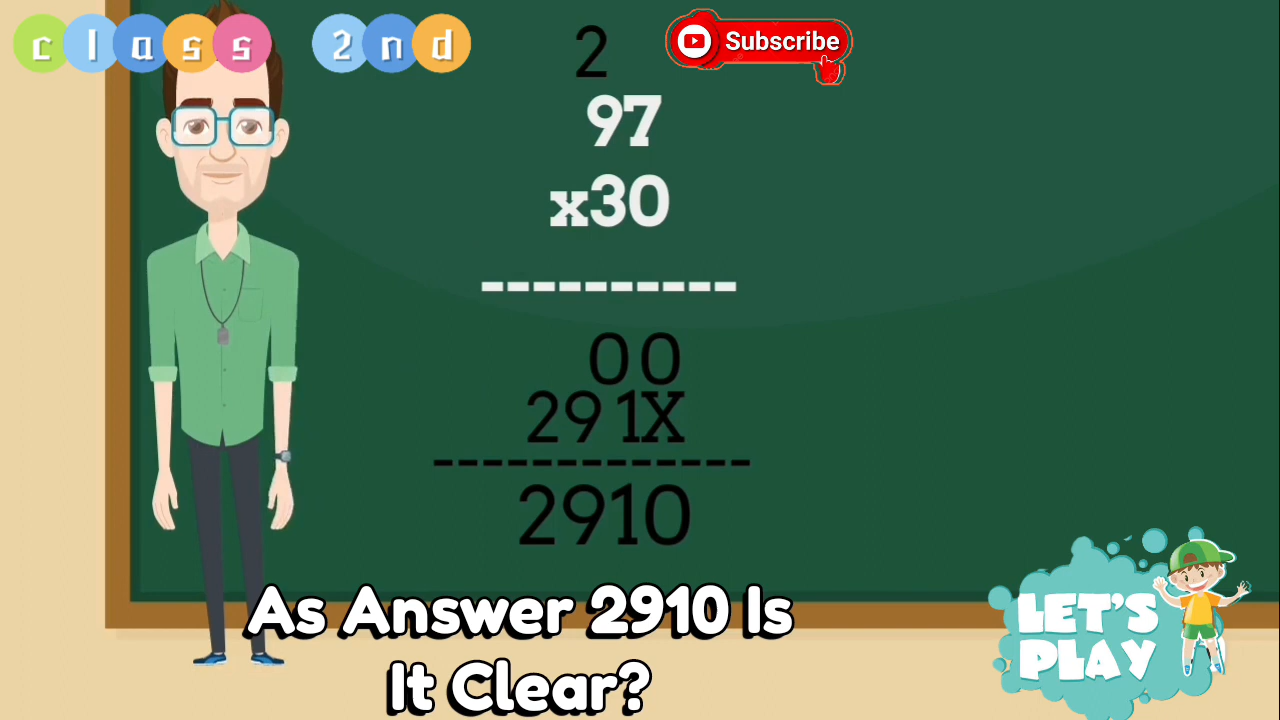 class 2nd
Subscribe
2
97
x30
----------
00
291X
-------------
2910
As Answer 2910 Is
It Clear?
LET'S
PLAY